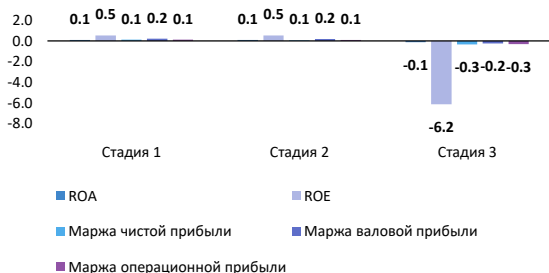 2.0
0.0
-2.0
-4.0
-6.0
-8.0
0.1 0.5 0.1 0.2 0.1
0.1 0.5 0.1 0.2 0.1
-0.1 -6.2 -0.3 -0.2 -0.3
Стадия 1 Стадия 2 Стадия 3
ROA ROE
Маржа чистой прибыли Маржа валовой прибыли
Маржа операционной прибыли